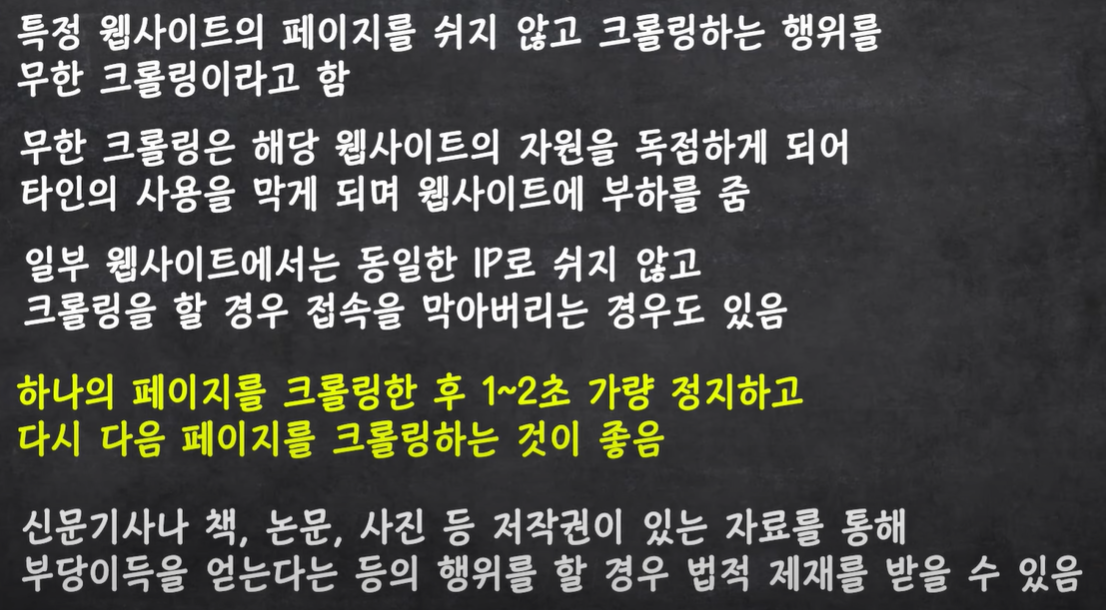 특정 웹사이트의 페이지를 쉬지 않고 크롤링하는 행위를
무한 크롤링이라고 함
무한 크롤링은 해당 웹사이트의 자원을 독점하게 되어
타인의 사용을 막게 되며 웹사이트에 부하를 줌
일부 웹사이트에서는 동일한 IP로 쉬지 않고
크롤링을 할 경우 접속을 막아버리는 경우도 있음
하나의 페이지를 크롤링한 후 1~2초 가량 정지하고
다시 다음 페이지를 크롤링하는 것이 좋음
신문기사나 책, 논문, 사진 등 저작권이 있는 자료를 통해
부당이득을 얻는다는 등의 행위를 할 경우 법적 제재를 받을 수 있음